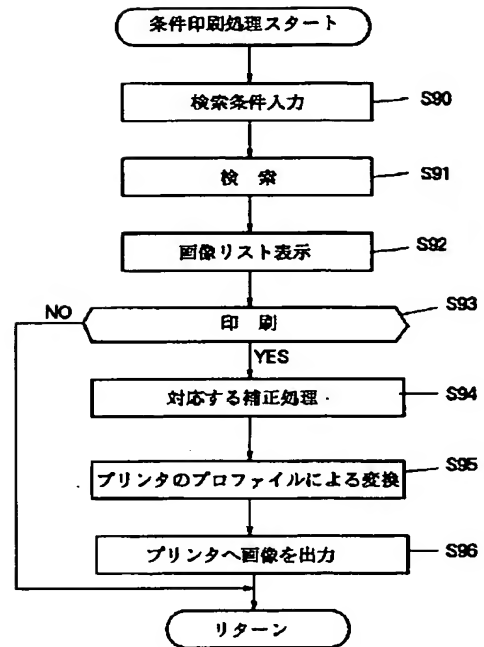 条件印刷処理スタート
検索条件入力
S90
検 索
S91
画像リスト表示
S92
印 刷
S93
NO
YES
対応する補正処理
S94
プリンタのプロファイルによる変換
S95
プリンタへ画像を出力
S96
リターン